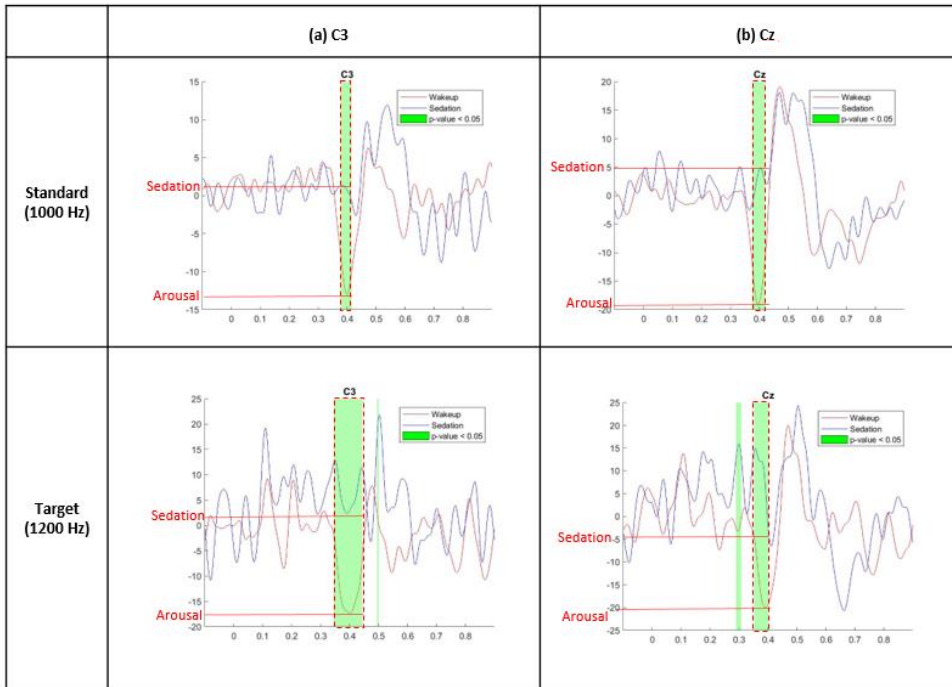 (a) C3
(b) Cz
Standard
(1000 Hz)
C3
15
10
5
0
-5
-10
-15
0 0.1 0.2 0.3 0.4 0.5 0.6 0.7 0.8
Wakeup
Sedation
p-value < 0.05
Sedation
Arousal
Cz
20
15
10
5
0
-5
-10
-15
-20
0 0.1 0.2 0.3 0.4 0.5 0.6 0.7 0.8
Wakeup
Sedation
p-value < 0.05
Sedation
Arousal
Target
(1200 Hz)
C3
25
20
15
10
5
0
-5
-10
-15
-20
0 0.1 0.2 0.3 0.4 0.5 0.6 0.7 0.8
Wakeup
Sedation
p-value < 0.05
Sedation
Arousal
Cz
25
20
15
10
5
0
-5
-10
-15
-20
-25
0 0.1 0.2 0.3 0.4 0.5 0.6 0.7 0.8
Wakeup
Sedation
p-value < 0.05
Sedation
Arousal